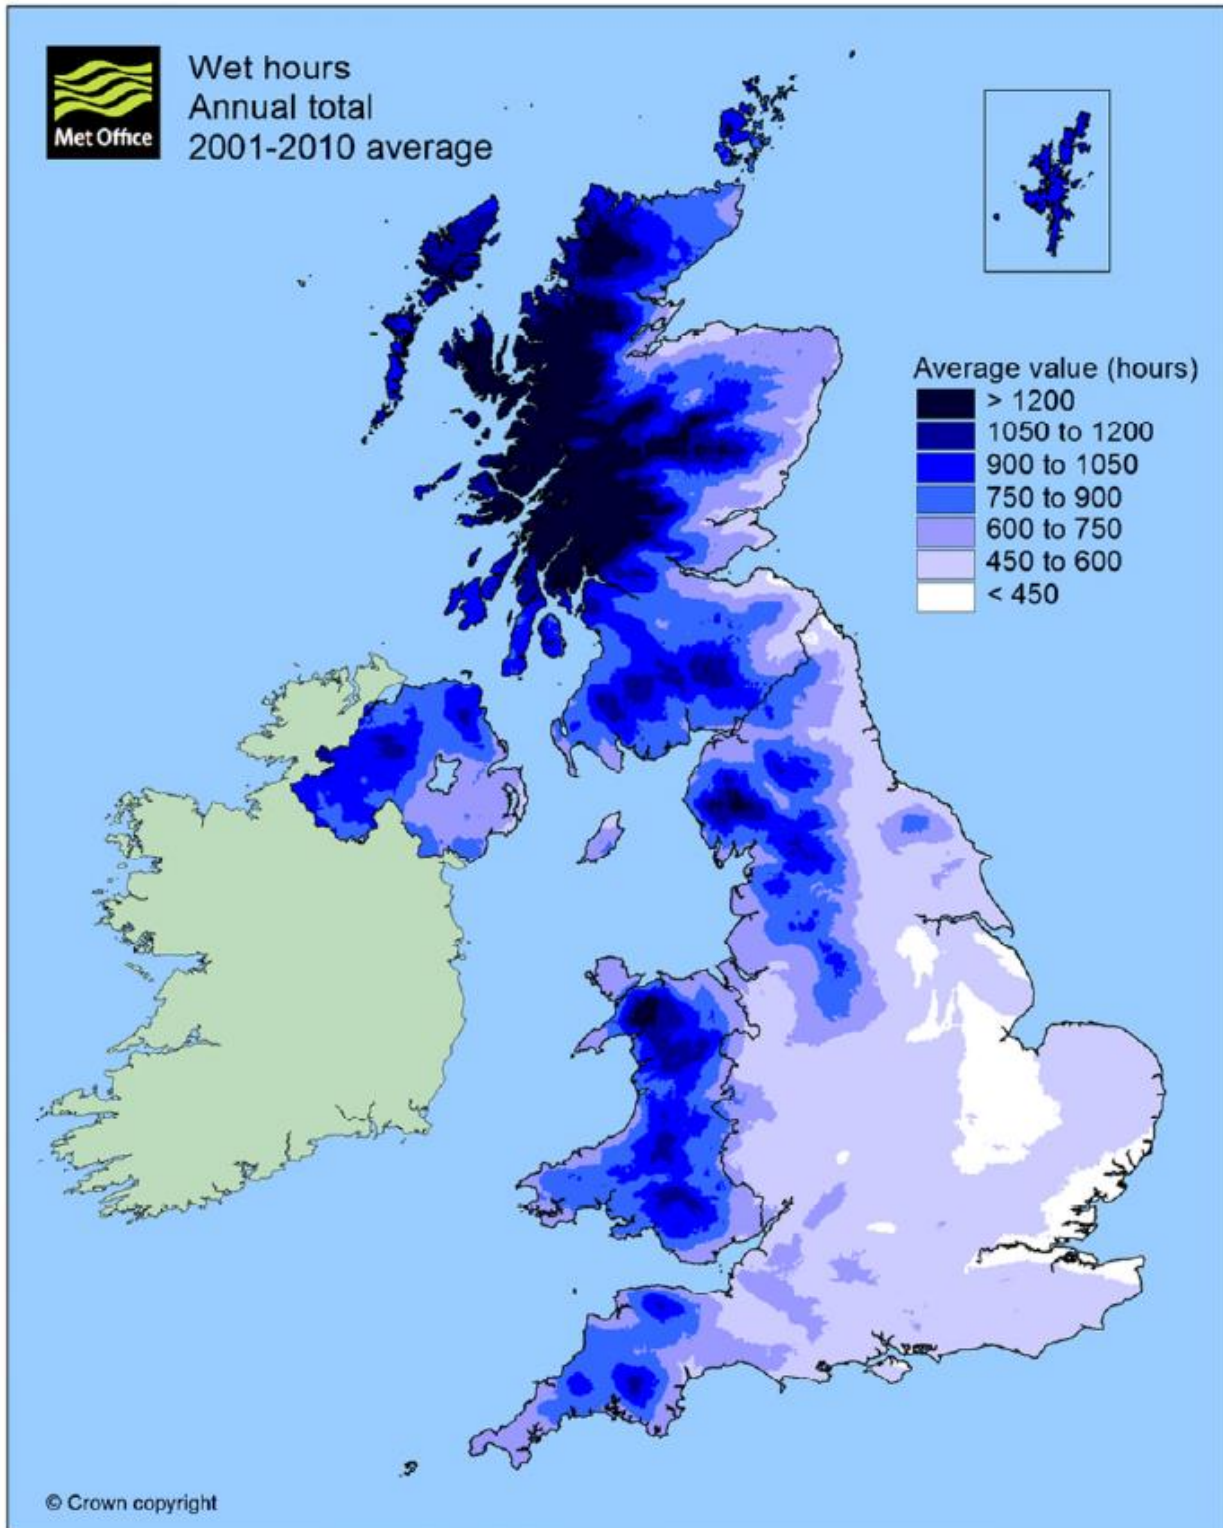 Met Office
Wet hours
Annual total
2001-2010 average
Average value (hours)
> 1200
1050 to 1200
900 to 1050
750 to 900
600 to 750
450 to 600
< 450
© Crown copyright